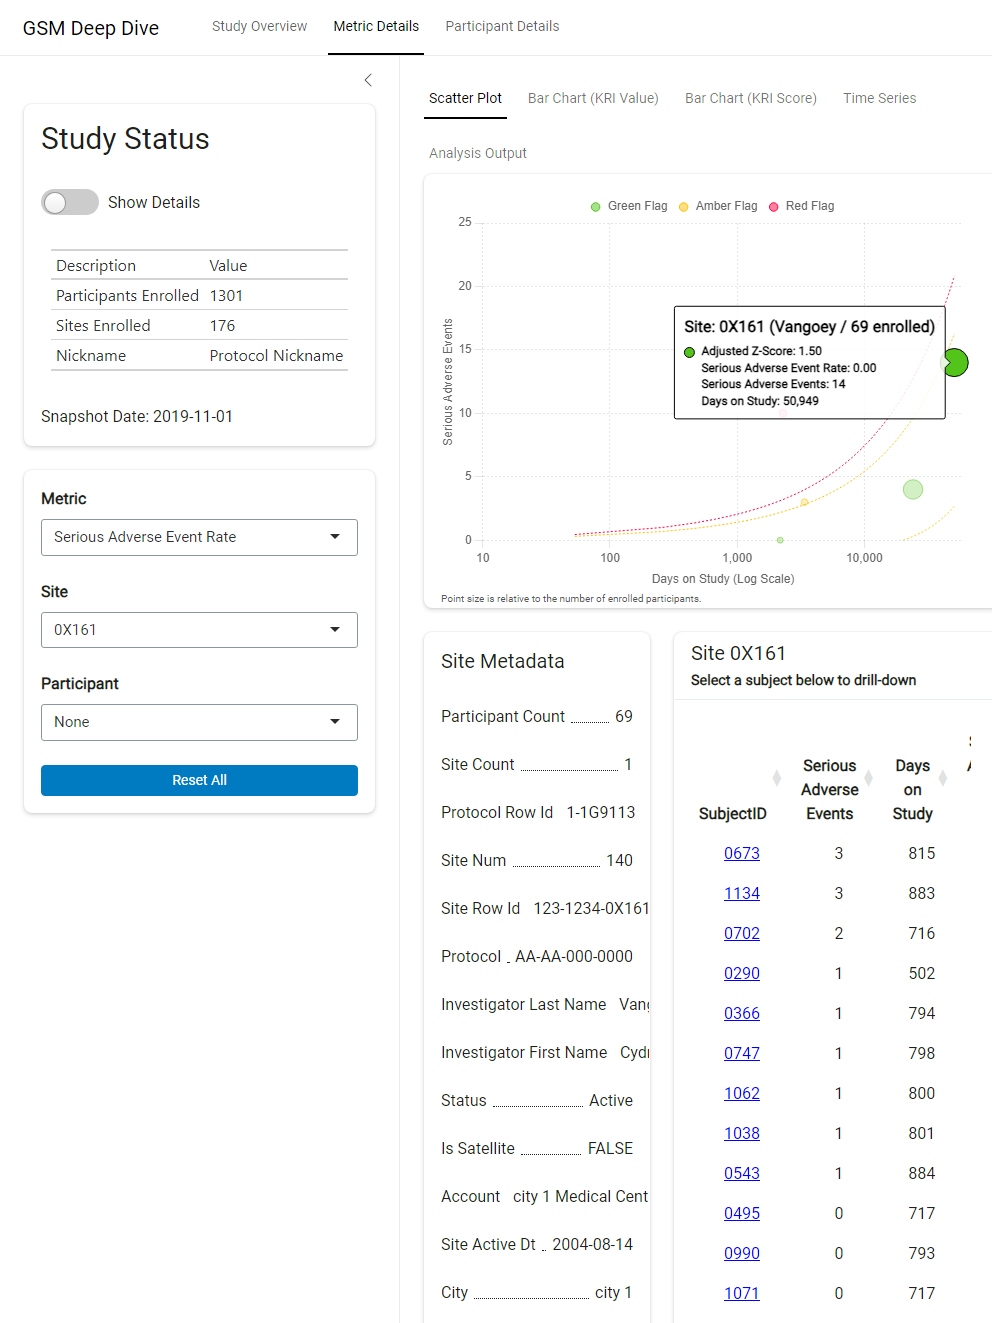 GSM Deep Dive
Study Overview
Metric Details
Participant Details
Study Status
Show Details
Description Value
Participants Enrolled 1301
Sites Enrolled 176
Nickname Protocol Nickname
Snapshot Date: 2019-11-01
Metric
Serious Adverse Event Rate
Site
0X161
Participant
None
Reset All
Scatter Plot
Bar Chart (KRI Value)
Bar Chart (KRI Score)
Time Series
Analysis Output
Green Flag
Amber Flag
Red Flag
25
20
15
10
5
0
Serious Adverse Events
Site: 0X161 (Vangoey / 69 enrolled)
Adjusted Z-Score: 1.50
Serious Adverse Event Rate: 0.00
Serious Adverse Events: 14
Days on Study: 50,949
10 100 1,000 10,000
Days on Study (Log Scale)
Point size is relative to the number of enrolled participants.
Site Metadata
Participant Count 69
Site Count 1
Protocol Row Id 1-1G9113
Site Num 140
Site Row Id 123-1234-0X161
Protocol AA-AA-000-0000
Investigator Last Name
Investigator First Name
Status Active
Is Satellite FALSE
Account city 1 Medical Cent
Site Active Dt 2004-08-14
City city 1
Site 0X161
Select a subject below to drill-down
SubjectID
Serious
Adverse
Events
Days
on
Study
0673 3 815
1134 3 883
0702 2 716
0290 1 502
0366 1 794
0747 1 798
1062 1 800
1038 1 801
0543 1 884
0495 0 717
0990 0 793
1071 0 717